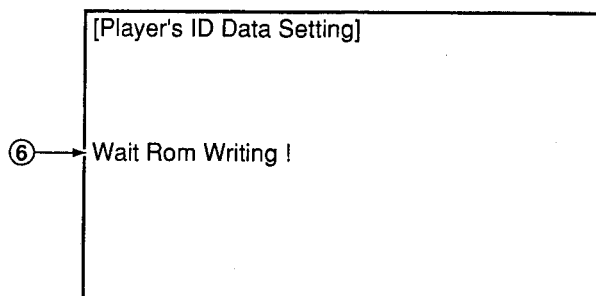 [Player's ID Data Setting]
⑥ Wait Rom Writing !